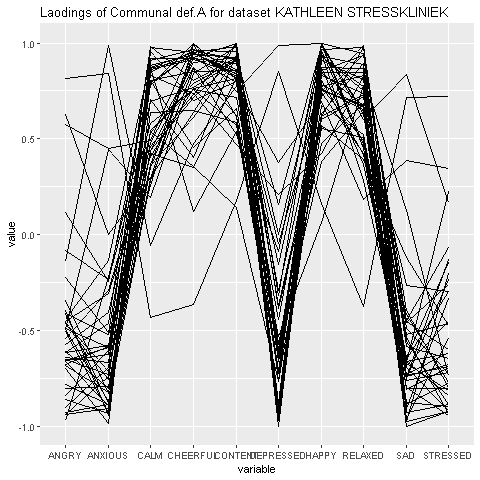 Laodings of Communal def.A for dataset KATHLEEN STRESSKLINIEK
1.0
0.5
0.0
-0.5
-1.0
value
ANGRY ANXIOUS CALM CHEERFUL CONTENT DEPRESSED HAPPY RELAXED SAD STRESSED
variable